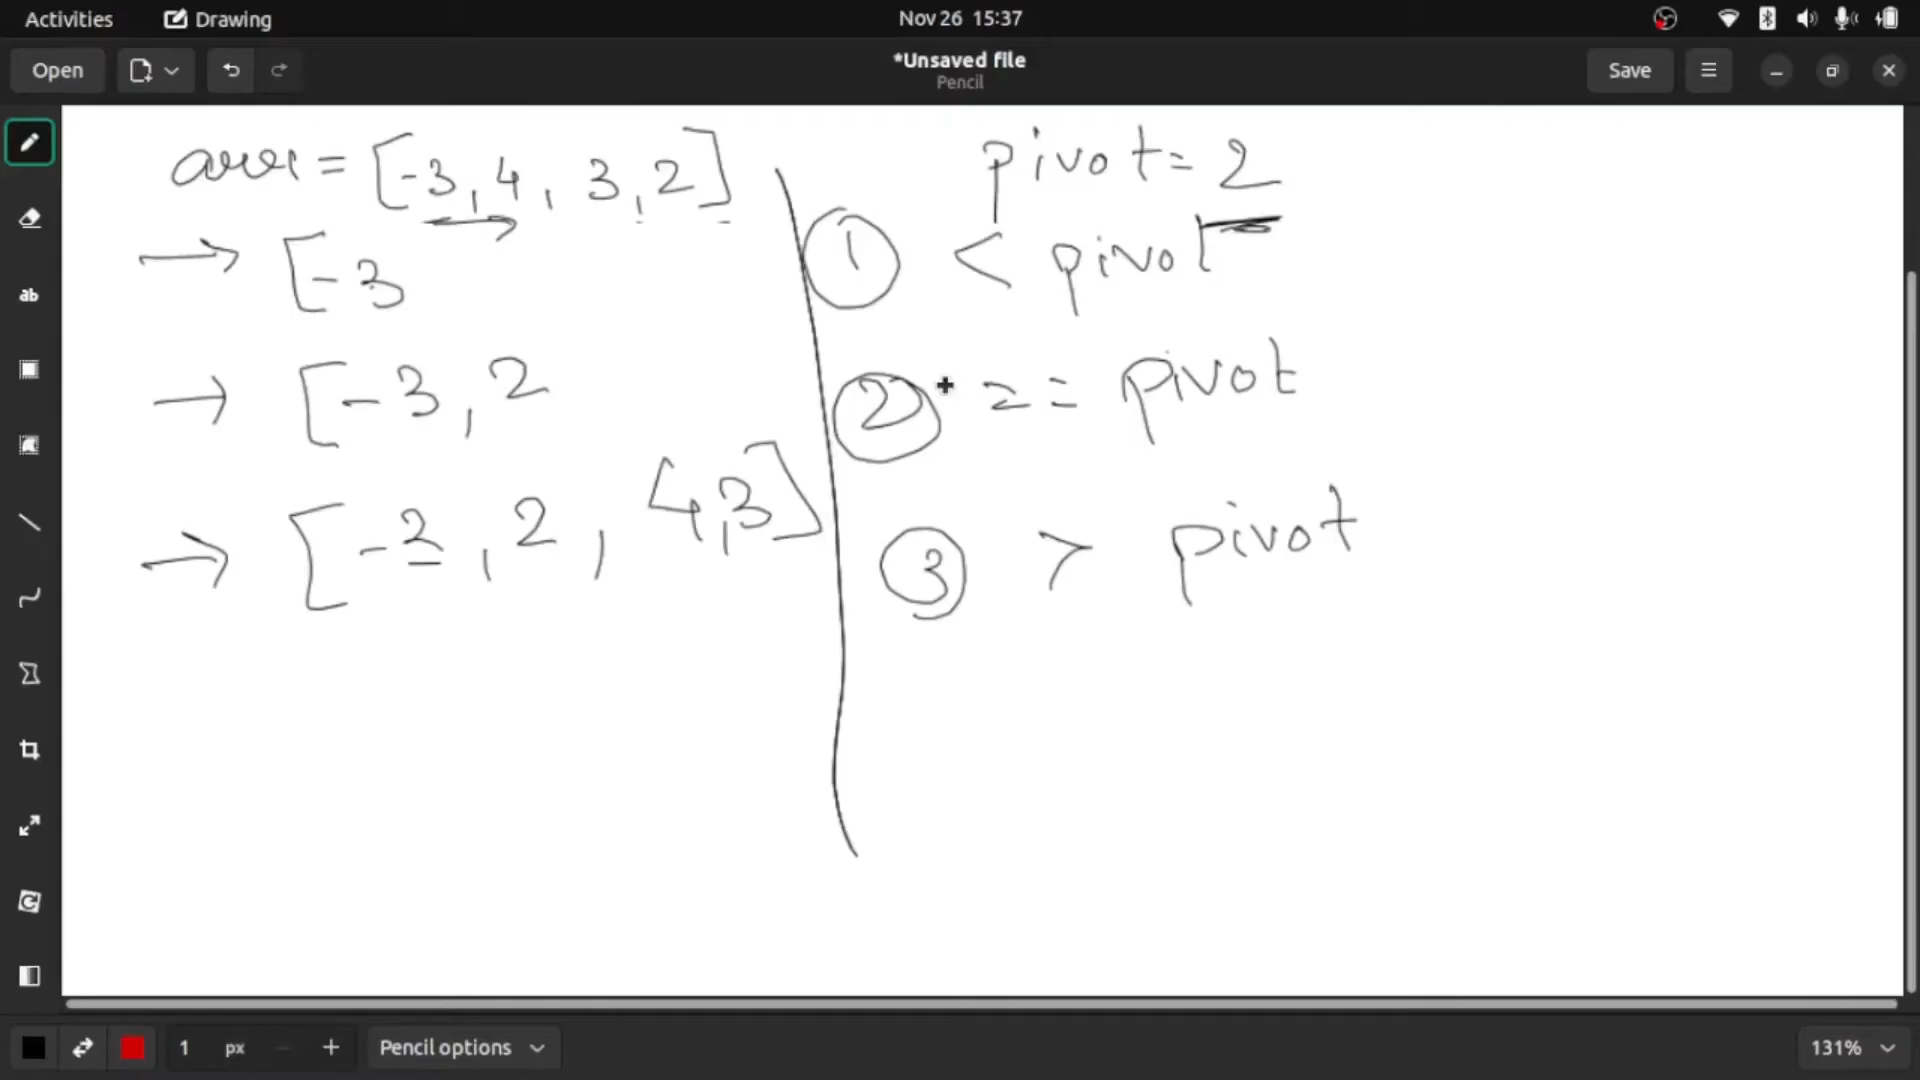 Activities Drawing Nov 26 15:37
Open *Unsaved file Save
Pencil
arr = [-3, 4, 3, 2]
→ [-3
→ [-3, 2
→ [-2, 2, [4,3]
pivot = 2
① < pivot
② == pivot
③ > pivot
ab
1 px Pencil options 131%